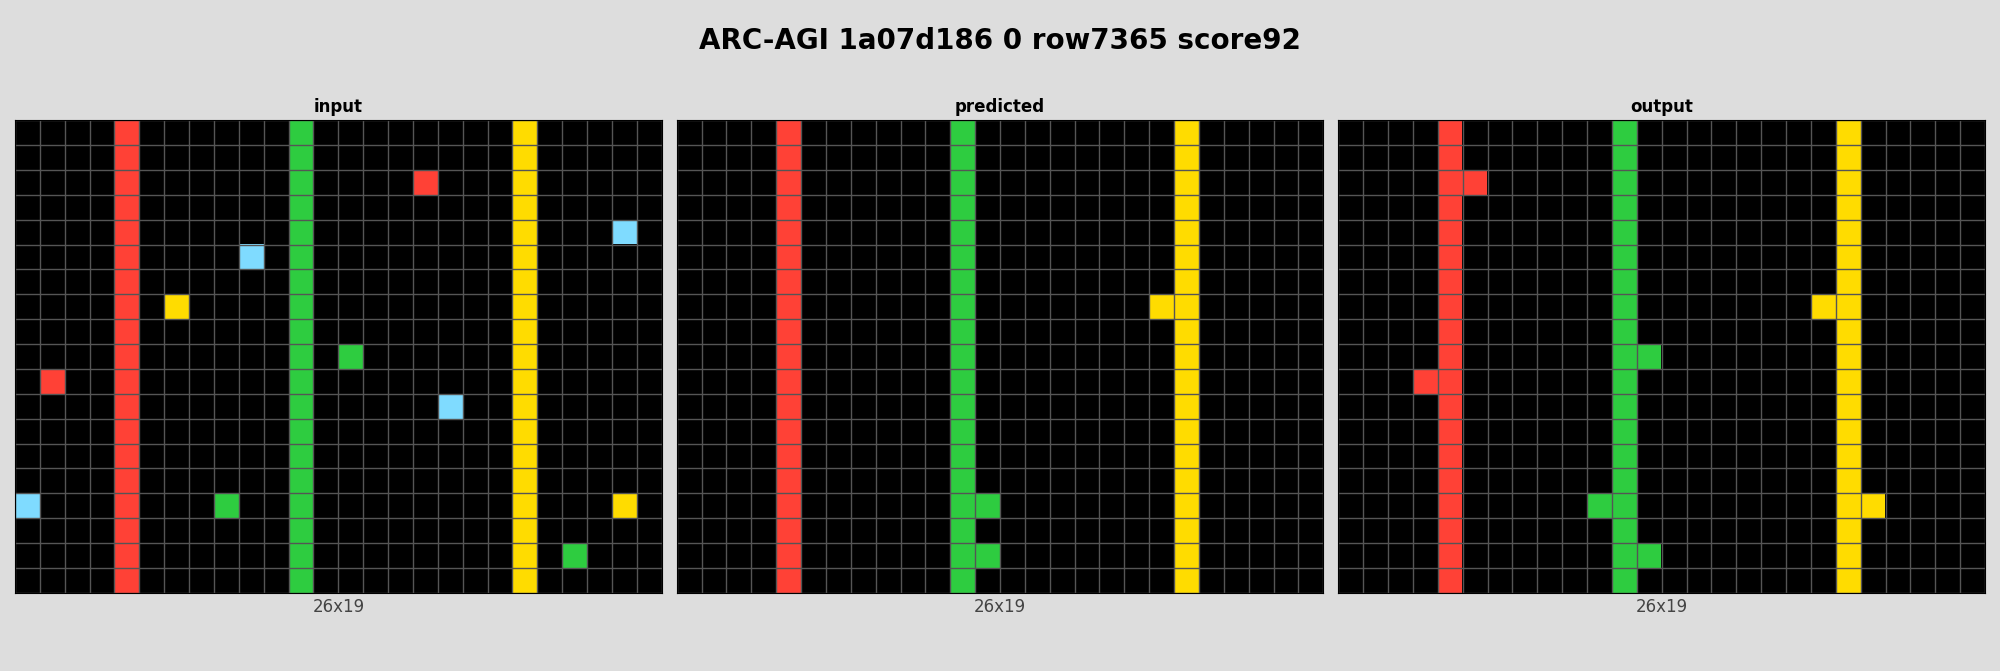 ARC-AGI 1a07d186 0 row7365 score92
input
predicted
output
26x19
26x19
26x19